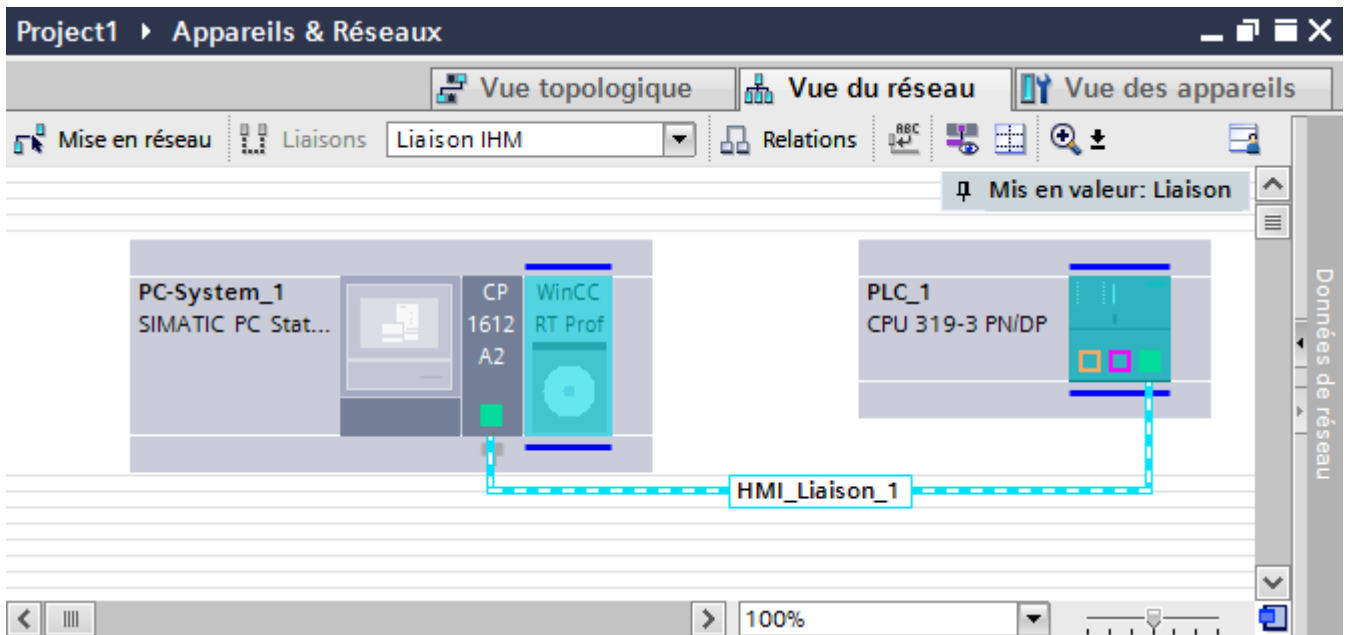 Project1 ▸ Appareils & Réseaux
Vue topologique
Vue du réseau
Vue des appareils
Mise en réseau
Liaisons
Liaison IHM
Relations
ABC
Mis en valeur: Liaison
PC-System_1
SIMATIC PC Stat...
CP
1612
A2
WinCC
RT Prof
PLC_1
CPU 319-3 PN/DP
HMI_Liaison_1
Données de réseau
100%